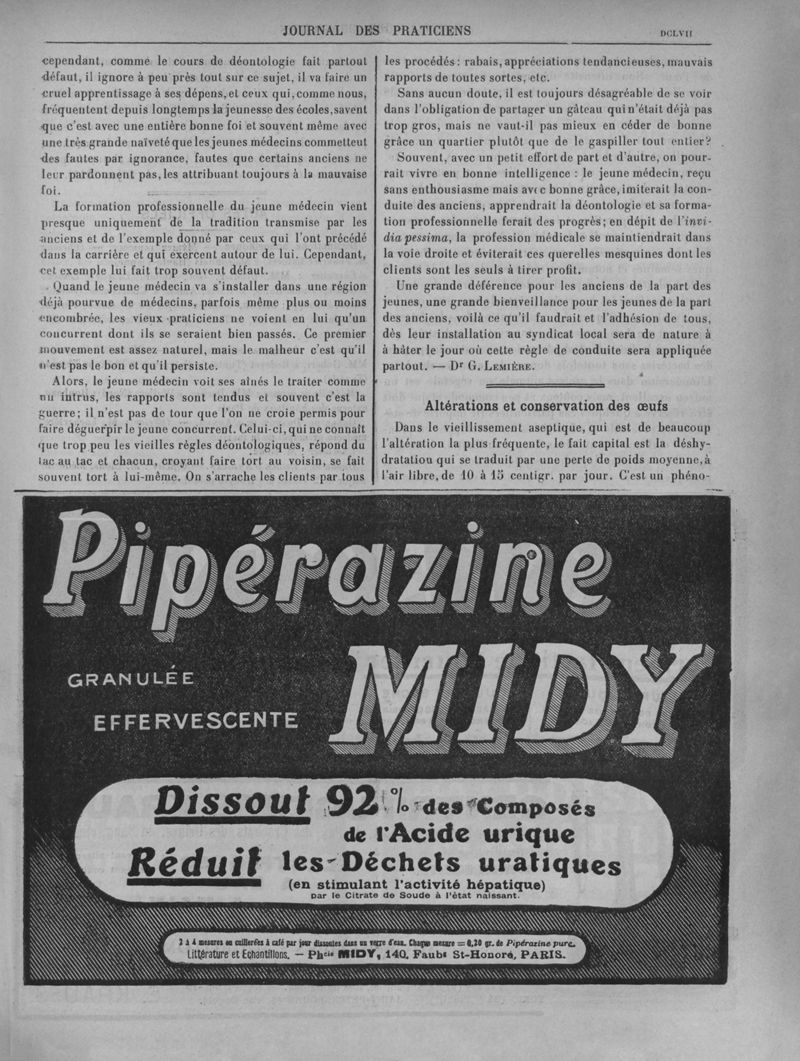 JOURNAL DES PRATICIENS
DCLVII
cependant, comme le cours de déontologie fait partout
défaut, il ignore à peu près tout sur ce sujet, il va faire un
cruel apprentissage à ses dépens, et ceux qui, comme nous,
fréquentent depuis longtemps la jeunesse des écoles, savent
que c'est avec une entière bonne foi et souvent même avec
une très grande naïveté que les jeunes médecins commettent
des fautes par ignorance, fautes que certains anciens ne
leur pardonnent pas, les attribuant toujours à la mauvaise
foi.
La formation professionnelle du jeune médecin vient
presque uniquement de la tradition transmise par les
anciens et de l'exemple donné par ceux qui l'ont précédé
dans la carrière et qui exercent autour de lui. Cependant,
cet exemple lui fait trop souvent défaut.
Quand le jeune médecin va s'installer dans une région
déjà pourvue de médecins, parfois même plus ou moins
encombrée, les vieux praticiens ne voient en lui qu'un
concurrent dont ils se seraient bien passés. Ce premier
mouvement est assez naturel, mais le malheur c'est qu'il
n'est pas le bon et qu'il persiste.
Alors, le jeune médecin voit ses aînés le traiter comme
un intrus, les rapports sont tendus et souvent c'est la
guerre; il n'est pas de tour que l'on ne croie permis pour
faire déguerpir le jeune concurrent. Celui-ci, qui ne connaît
que trop peu les vieilles règles déontologiques, répond du
tac au tac et chacun, croyant faire tort au voisin, se fait
souvent tort à lui-même. On s'arrache les clients par tous
les procédés: rabais, appréciations tendancieuses, mauvais
rapports de toutes sortes, etc.
Sans aucun doute, il est toujours désagréable de se voir
dans l'obligation de partager un gâteau qui n'était déjà pas
trop gros, mais ne vaut-il pas mieux en céder de bonne
grâce un quartier plutôt que de le gaspiller tout entier?
Souvent, avec un petit effort de part et d'autre, on pour-
rait vivre en bonne intelligence : le jeune médecin, reçu
sans enthousiasme mais avec bonne grâce, imiterait la con-
duite des anciens, apprendrait la déontologie et sa forma-
tion professionnelle ferait des progrès; en dépit de l'invi-
dia pessima, la profession médicale se maintiendrait dans
la voie droite et éviterait ces querelles mesquines dont les
clients sont les seuls à tirer profit.
Une grande déférence pour les anciens de la part des
jeunes, une grande bienveillance pour les jeunes de la part
des anciens, voilà ce qu'il faudrait et l'adhésion de tous,
dès leur installation au syndicat local sera de nature à
à hâter le jour où cette règle de conduite sera appliquée
partout. — Dr G. LEMIÈRE.
Altérations et conservation des œufs
Dans le vieillissement aseptique, qui est de beaucoup
l'altération la plus fréquente, le fait capital est la déshy-
dratatiou qui se traduit par une perte de poids moyenne, à
l'air libre, de 10 à 15 centigr. par jour. C'est un phéno-
Pipérazine
MIDY
GRANULÉE
EFFERVESCENTE
Dissout 92 % des Composés
de l'Acide urique
Réduit les Déchets uratiques
(en stimulant l'activité hépatique)
par le Citrate de Soude à l'état naissant.
2 à 4 mesures ou cuillerées à café par jour dissoutes dans un verre d'eau. Chaque mesure = 0,20 gr. de Pipérazine pure.
Littérature et Echantillons. — Phcie MIDY, 140, Faubg St-Honoré, PARIS.